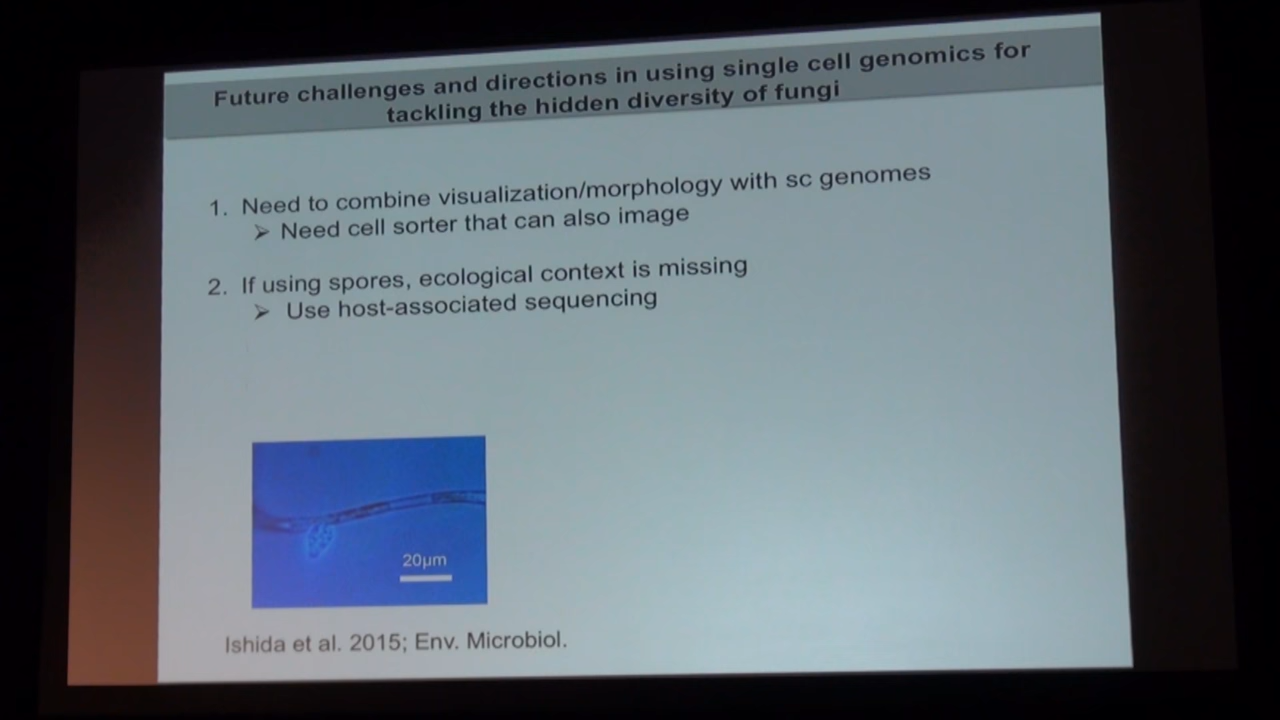 Future challenges and directions in using single cell genomics for
tackling the hidden diversity of fungi
1. Need to combine visualization/morphology with sc genomes
➢ Need cell sorter that can also image
2. If using spores, ecological context is missing
➢ Use host-associated sequencing
20µm
Ishida et al. 2015; Env. Microbiol.